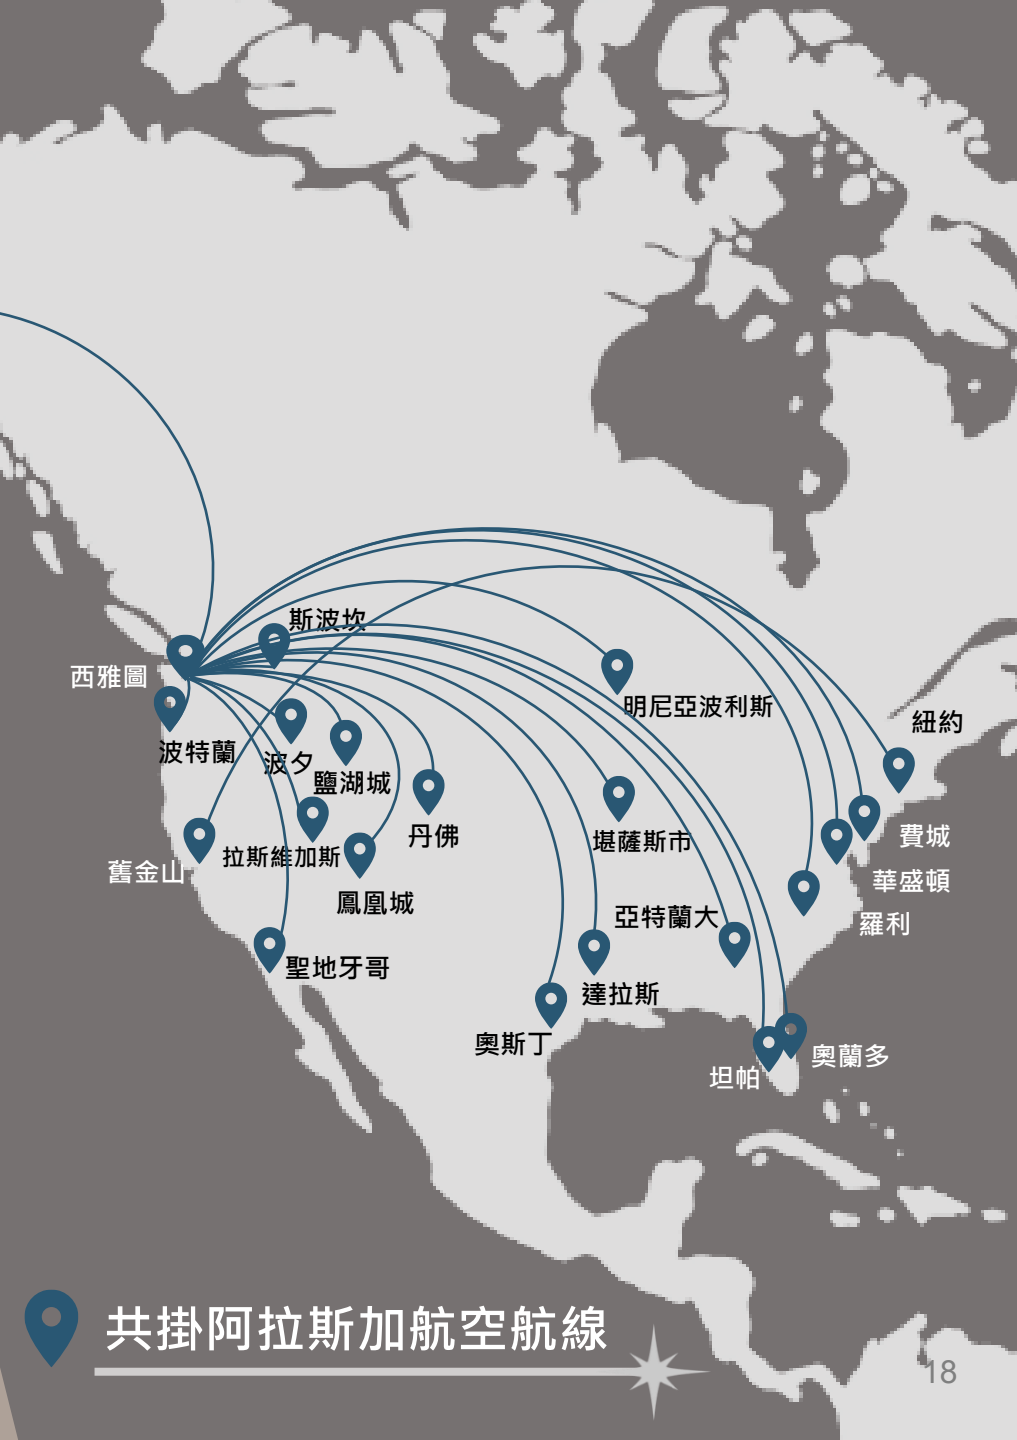 斯波坎
西雅圖
明尼亞波利斯
紐約
波特蘭
波夕
鹽湖城
丹佛
堪薩斯市
費城
拉斯維加斯
舊金山
華盛頓
鳳凰城
亞特蘭大
羅利
聖地牙哥
達拉斯
奧斯丁
奧蘭多
坦帕
共掛阿拉斯加航空航線
18